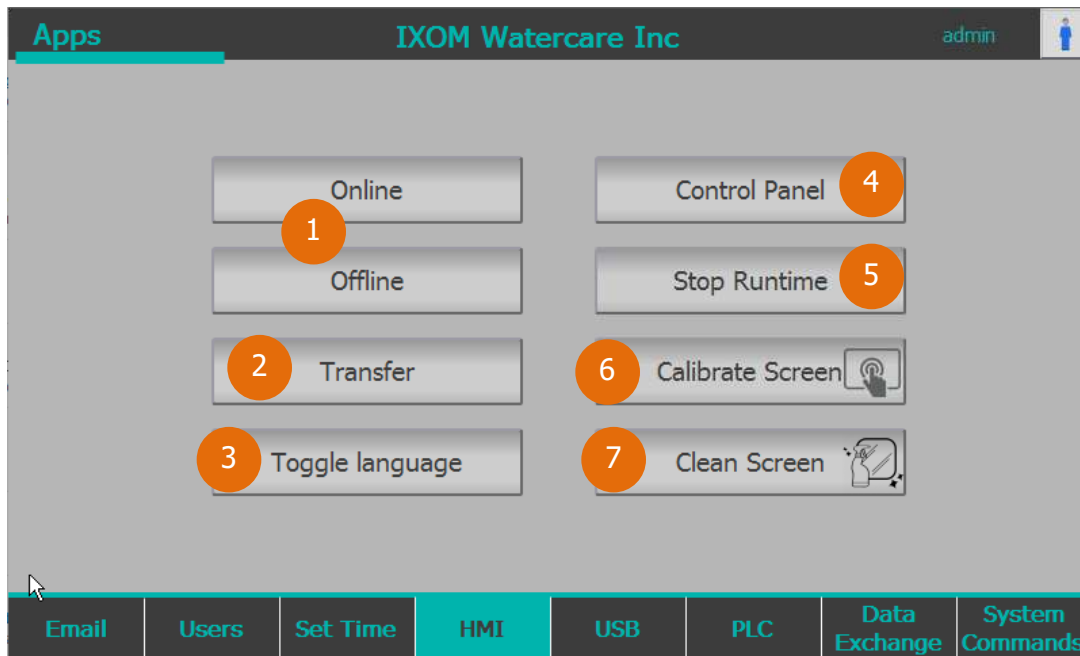 Apps
IXOM Watercare Inc
admin
Online
Control Panel
4
1
Offline
Stop Runtime
5
2
Transfer
6
Calibrate Screen
3
Toggle language
7
Clean Screen
Email
Users
Set Time
HMI
USB
PLC
Data
Exchange
System
Commands